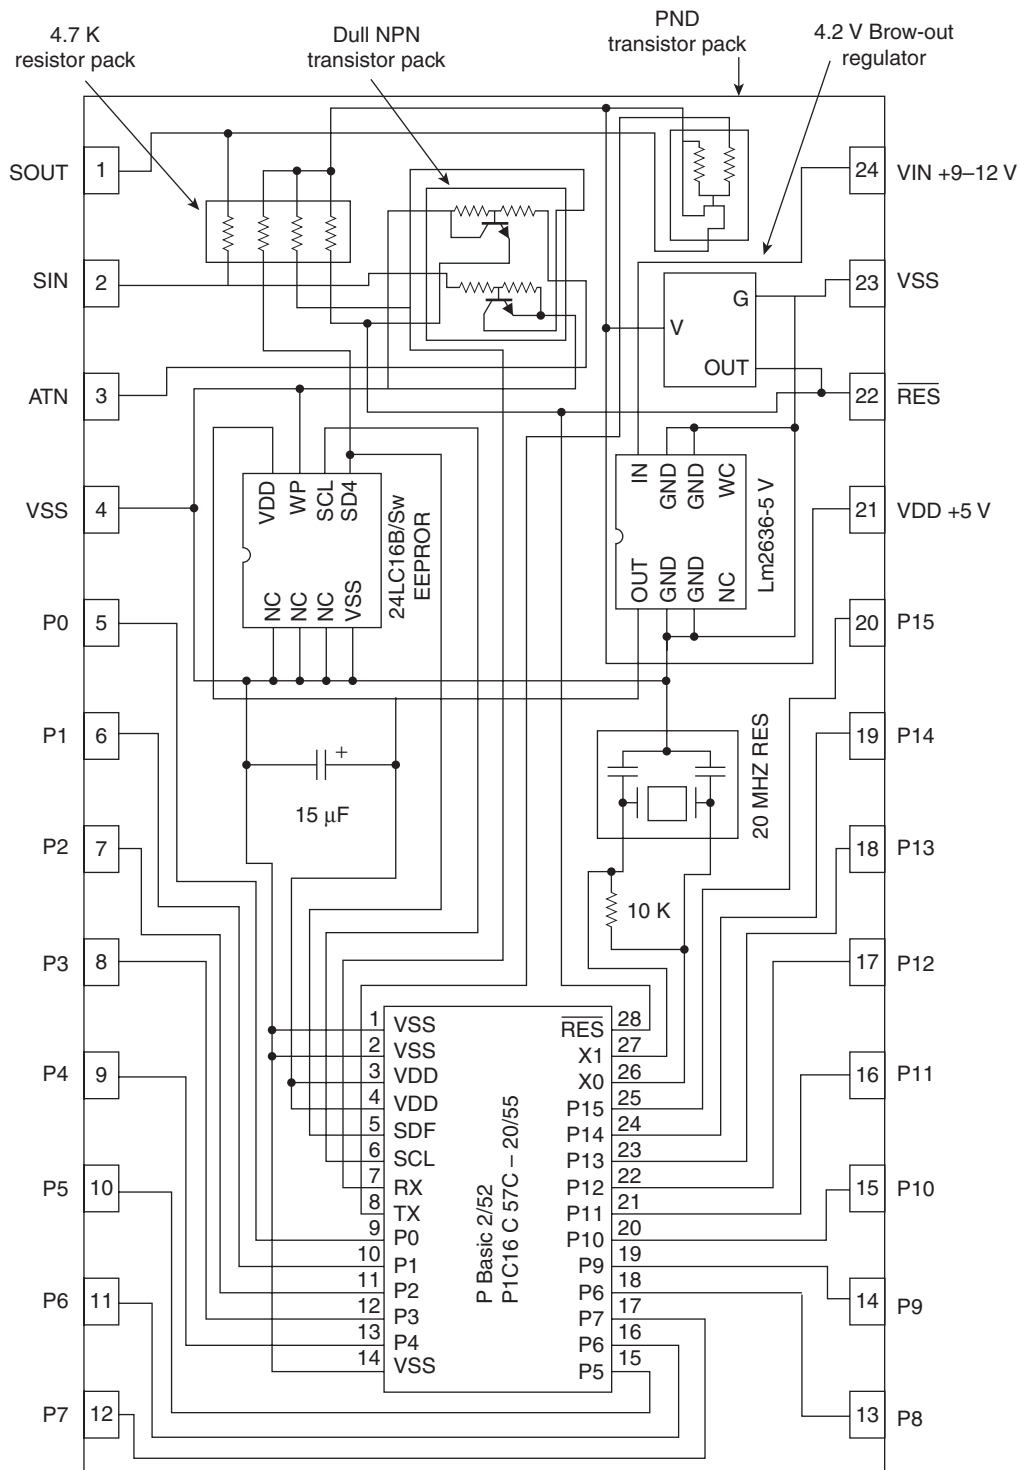 4.7 K
resistor pack
Dull NPN
transistor pack
PND
transistor pack
4.2 V Brow-out
regulator
SOUT 1
24 VIN +9–12 V
SIN 2
23 VSS
G
V
OUT
ATN 3
22 RES
VDD
WP
SCL
SD4
24LC16B/Sw
EEPROR
NC
NC
NC
VSS
IN
GND
GND
WC
Lm2636-5 V
OUT
GND
GND
NC
VSS 4
21 VDD +5 V
P0 5
20 P15
P1 6
19 P14
+
15 μF
20 MHZ RES
P2 7
18 P13
10 K
P3 8
17 P12
P4 9
16 P11
P5 10
15 P10
P6 11
14 P9
P7 12
13 P8
1 VSS
2 VSS
3 VDD
4 VDD
5 SDF
6 SCL
7 RX
8 TX
9 P0
10 P1
11 P2
12 P3
13 P4
14 VSS
P Basic 2/52
P1C16 C 57C – 20/55
RES 28
X1 27
X0 26
P15 25
P14 24
P13 23
P12 22
P11 21
P10 20
P9 19
P6 18
P7 17
P6 16
P5 15